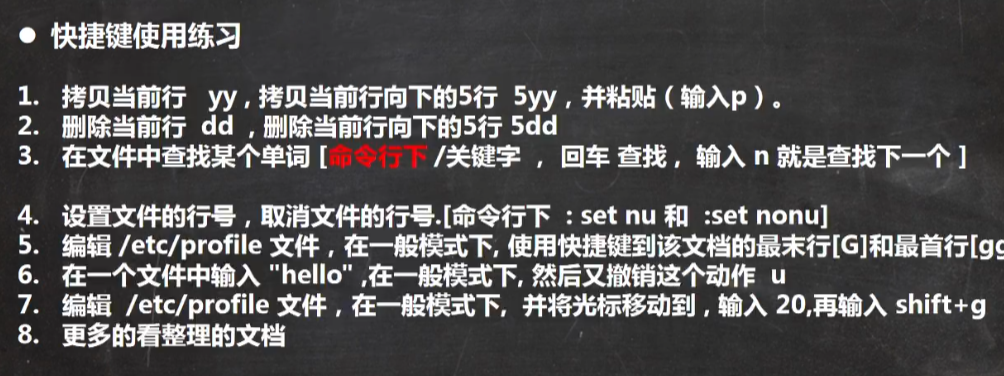 ● 快捷键使用练习
1. 拷贝当前行 yy , 拷贝当前行向下的5行 5yy，并粘贴（输入p）。
2. 删除当前行 dd , 删除当前行向下的5行 5dd
3. 在文件中查找某个单词 [命令行下 /关键字 ， 回车 查找 , 输入 n 就是查找下一个 ]
4. 设置文件的行号，取消文件的行号.[命令行下 : set nu 和 :set nonu]
5. 编辑 /etc/profile 文件，在一般模式下, 使用快捷键到该文档的最末行[G]和最首行[gg
6. 在一个文件中输入 "hello" ,在一般模式下, 然后又撤销这个动作 u
7. 编辑 /etc/profile 文件，在一般模式下, 并将光标移动到 , 输入 20,再输入 shift+g
8. 更多的看整理的文档